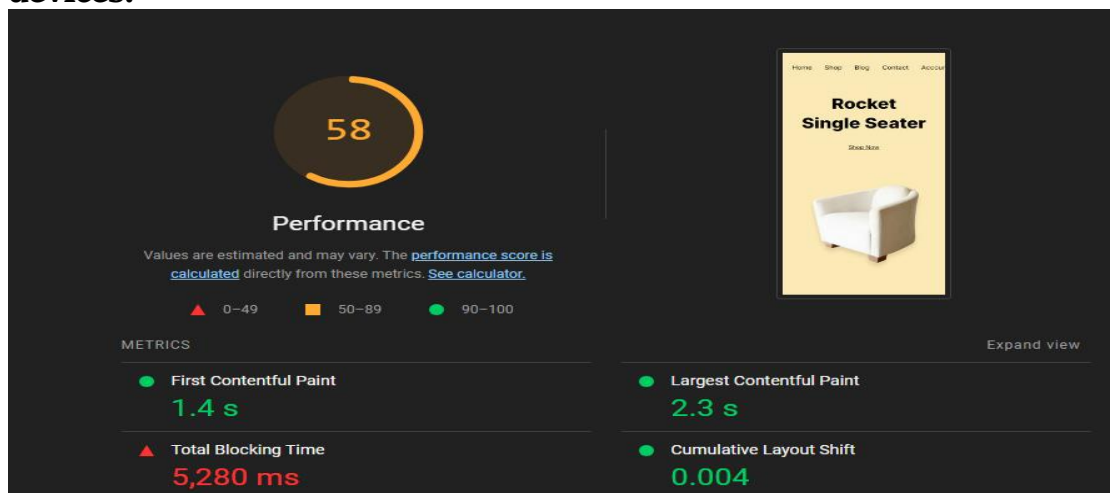 devices.
58
Performance
Values are estimated and may vary. The performance score is
calculated directly from these metrics. See calculator.
0–49 50–89 90–100
Home Shop Blog Contact Accoun
Rocket
Single Seater
Shop Now
METRICS
Expand view
First Contentful Paint
1.4 s
Largest Contentful Paint
2.3 s
Total Blocking Time
5,280 ms
Cumulative Layout Shift
0.004